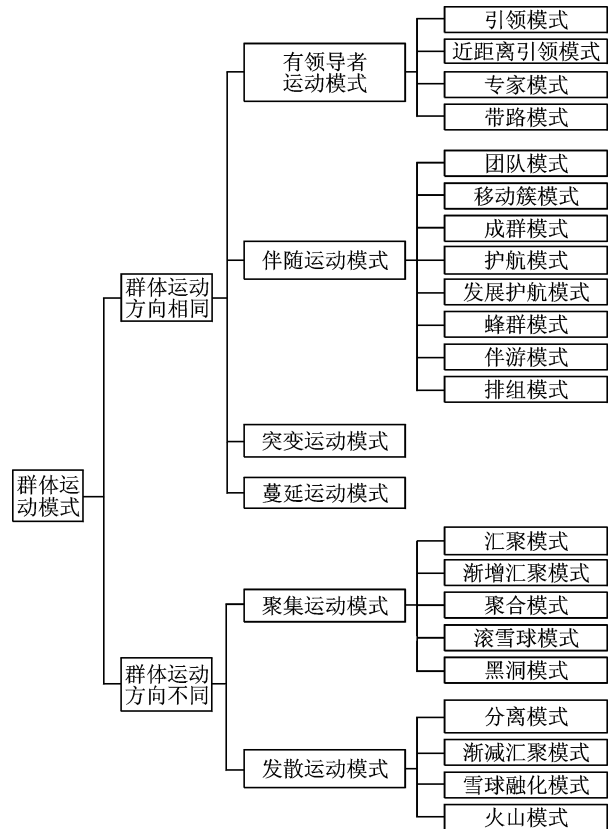 群体运
动模式
群体运动
方向相同
有领导者
运动模式
引领模式
近距离引领模式
专家模式
带路模式
伴随运动模式
团队模式
移动簇模式
成群模式
护航模式
发展护航模式
蜂群模式
伴游模式
排组模式
突变运动模式
蔓延运动模式
群体运动
方向不同
聚集运动模式
汇聚模式
渐增汇聚模式
聚合模式
滚雪球模式
黑洞模式
发散运动模式
分离模式
渐减汇聚模式
雪球融化模式
火山模式